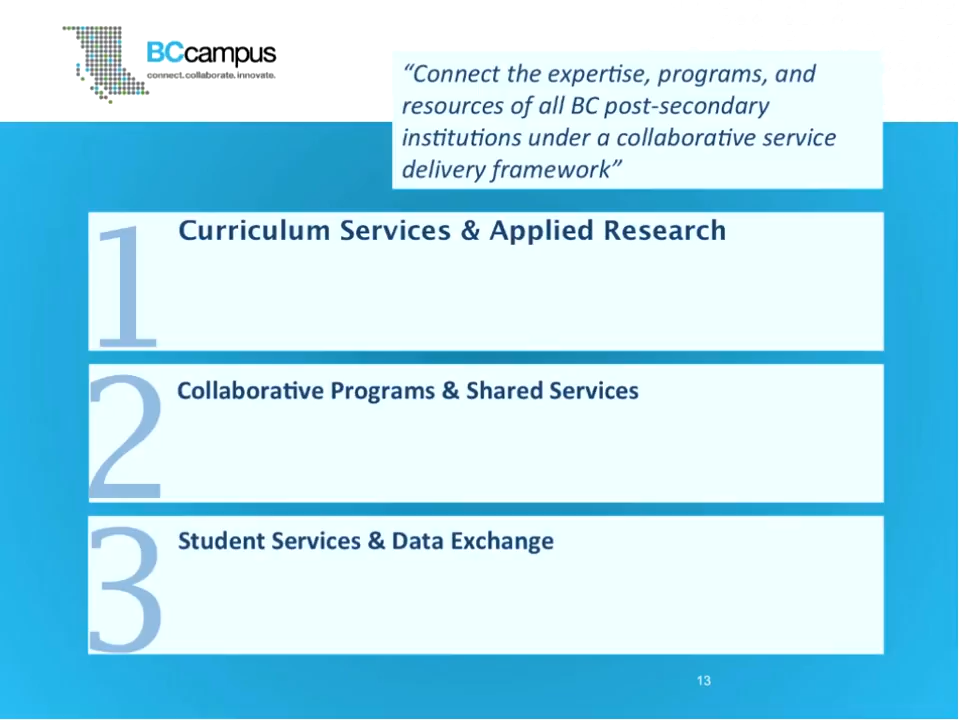 BCcampus
connect.collaborate.innovate.
“Connect the expertise, programs, and
resources of all BC post-secondary
institutions under a collaborative service
delivery framework”
1
Curriculum Services & Applied Research
2
Collaborative Programs & Shared Services
3
Student Services & Data Exchange
13